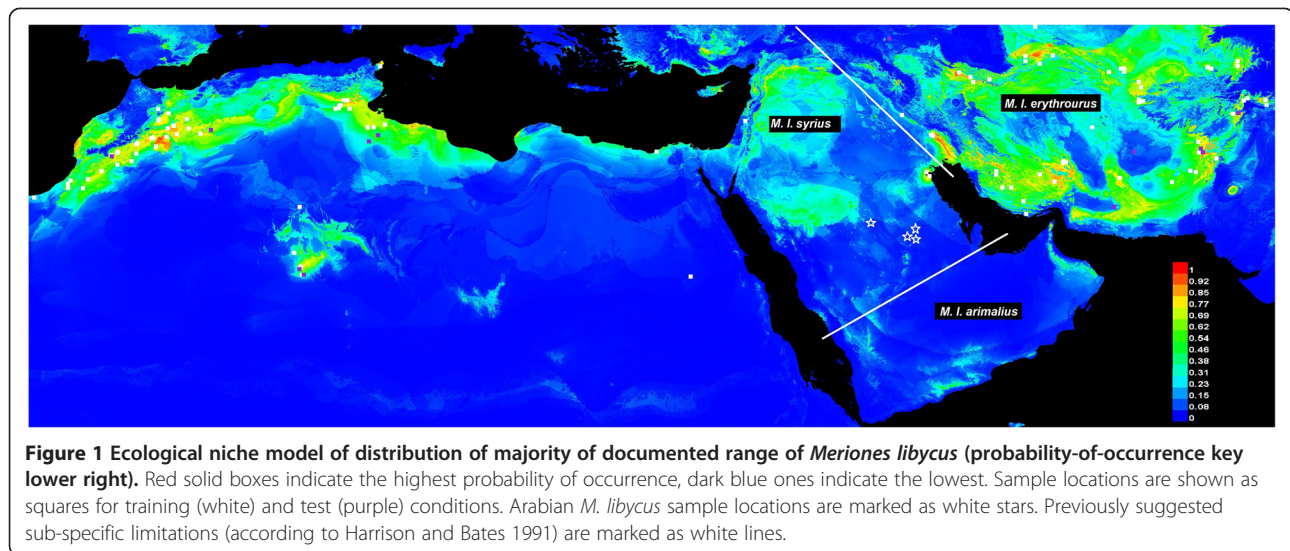 M. l. syrius
M. l. erythrourus
M. l. arimalius
1
0.92
0.85
0.77
0.69
0.62
0.54
0.46
0.38
0.31
0.23
0.15
0.08
0
Figure 1 Ecological niche model of distribution of majority of documented range of Meriones libycus (probability-of-occurrence key
lower right). Red solid boxes indicate the highest probability of occurrence, dark blue ones indicate the lowest. Sample locations are shown as
squares for training (white) and test (purple) conditions. Arabian M. libycus sample locations are marked as white stars. Previously suggested
sub-specific limitations (according to Harrison and Bates 1991) are marked as white lines.